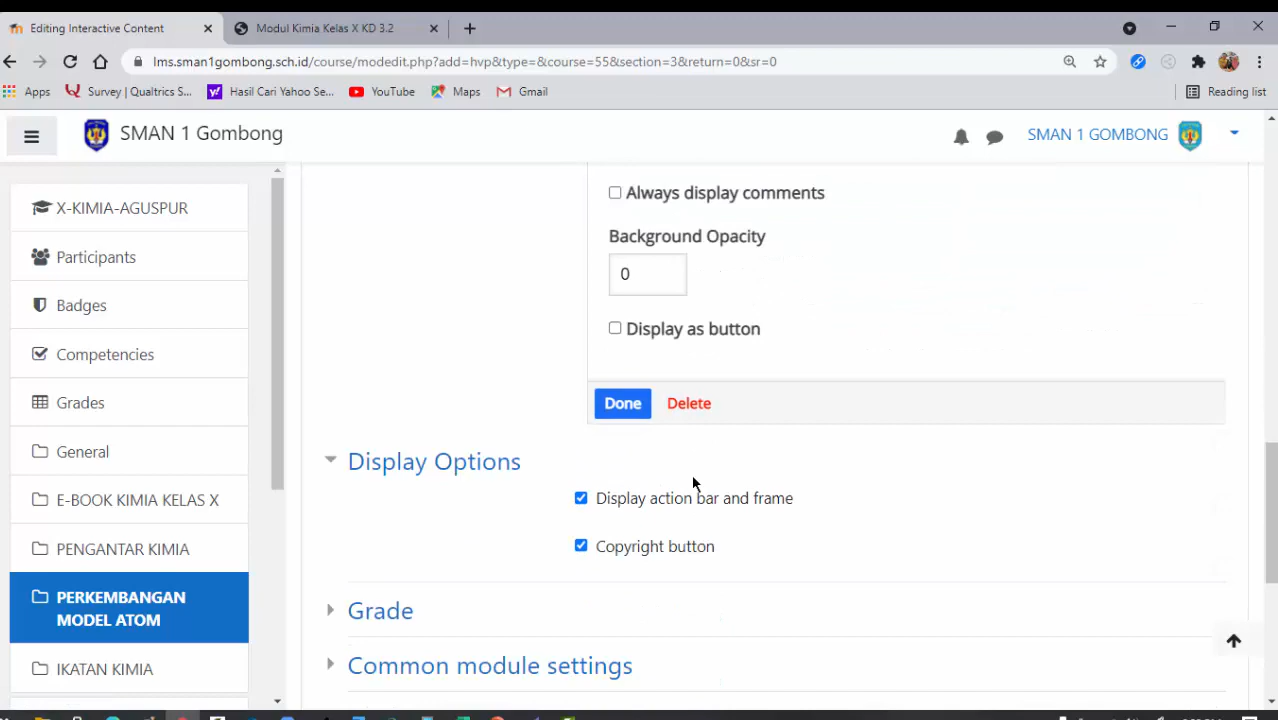 Editing Interactive Content
Modul Kimia Kelas X KD 3.2
lms.sman1gombong.sch.id/course/modedit.php?add=hvp&type=&course=55&section=3&return=0&sr=0
Apps
Survey | Qualtrics S...
Hasil Cari Yahoo Se...
YouTube
Maps
Gmail
Reading list
SMAN 1 Gombong
SMAN 1 GOMBONG
X-KIMIA-AGUSPUR
Participants
Badges
Competencies
Grades
General
E-BOOK KIMIA KELAS X
PENGANTAR KIMIA
PERKEMBANGAN
MODEL ATOM
IKATAN KIMIA
Always display comments
Background Opacity
0
Display as button
Done Delete
Display Options
Display action bar and frame
Copyright button
Grade
Common module settings